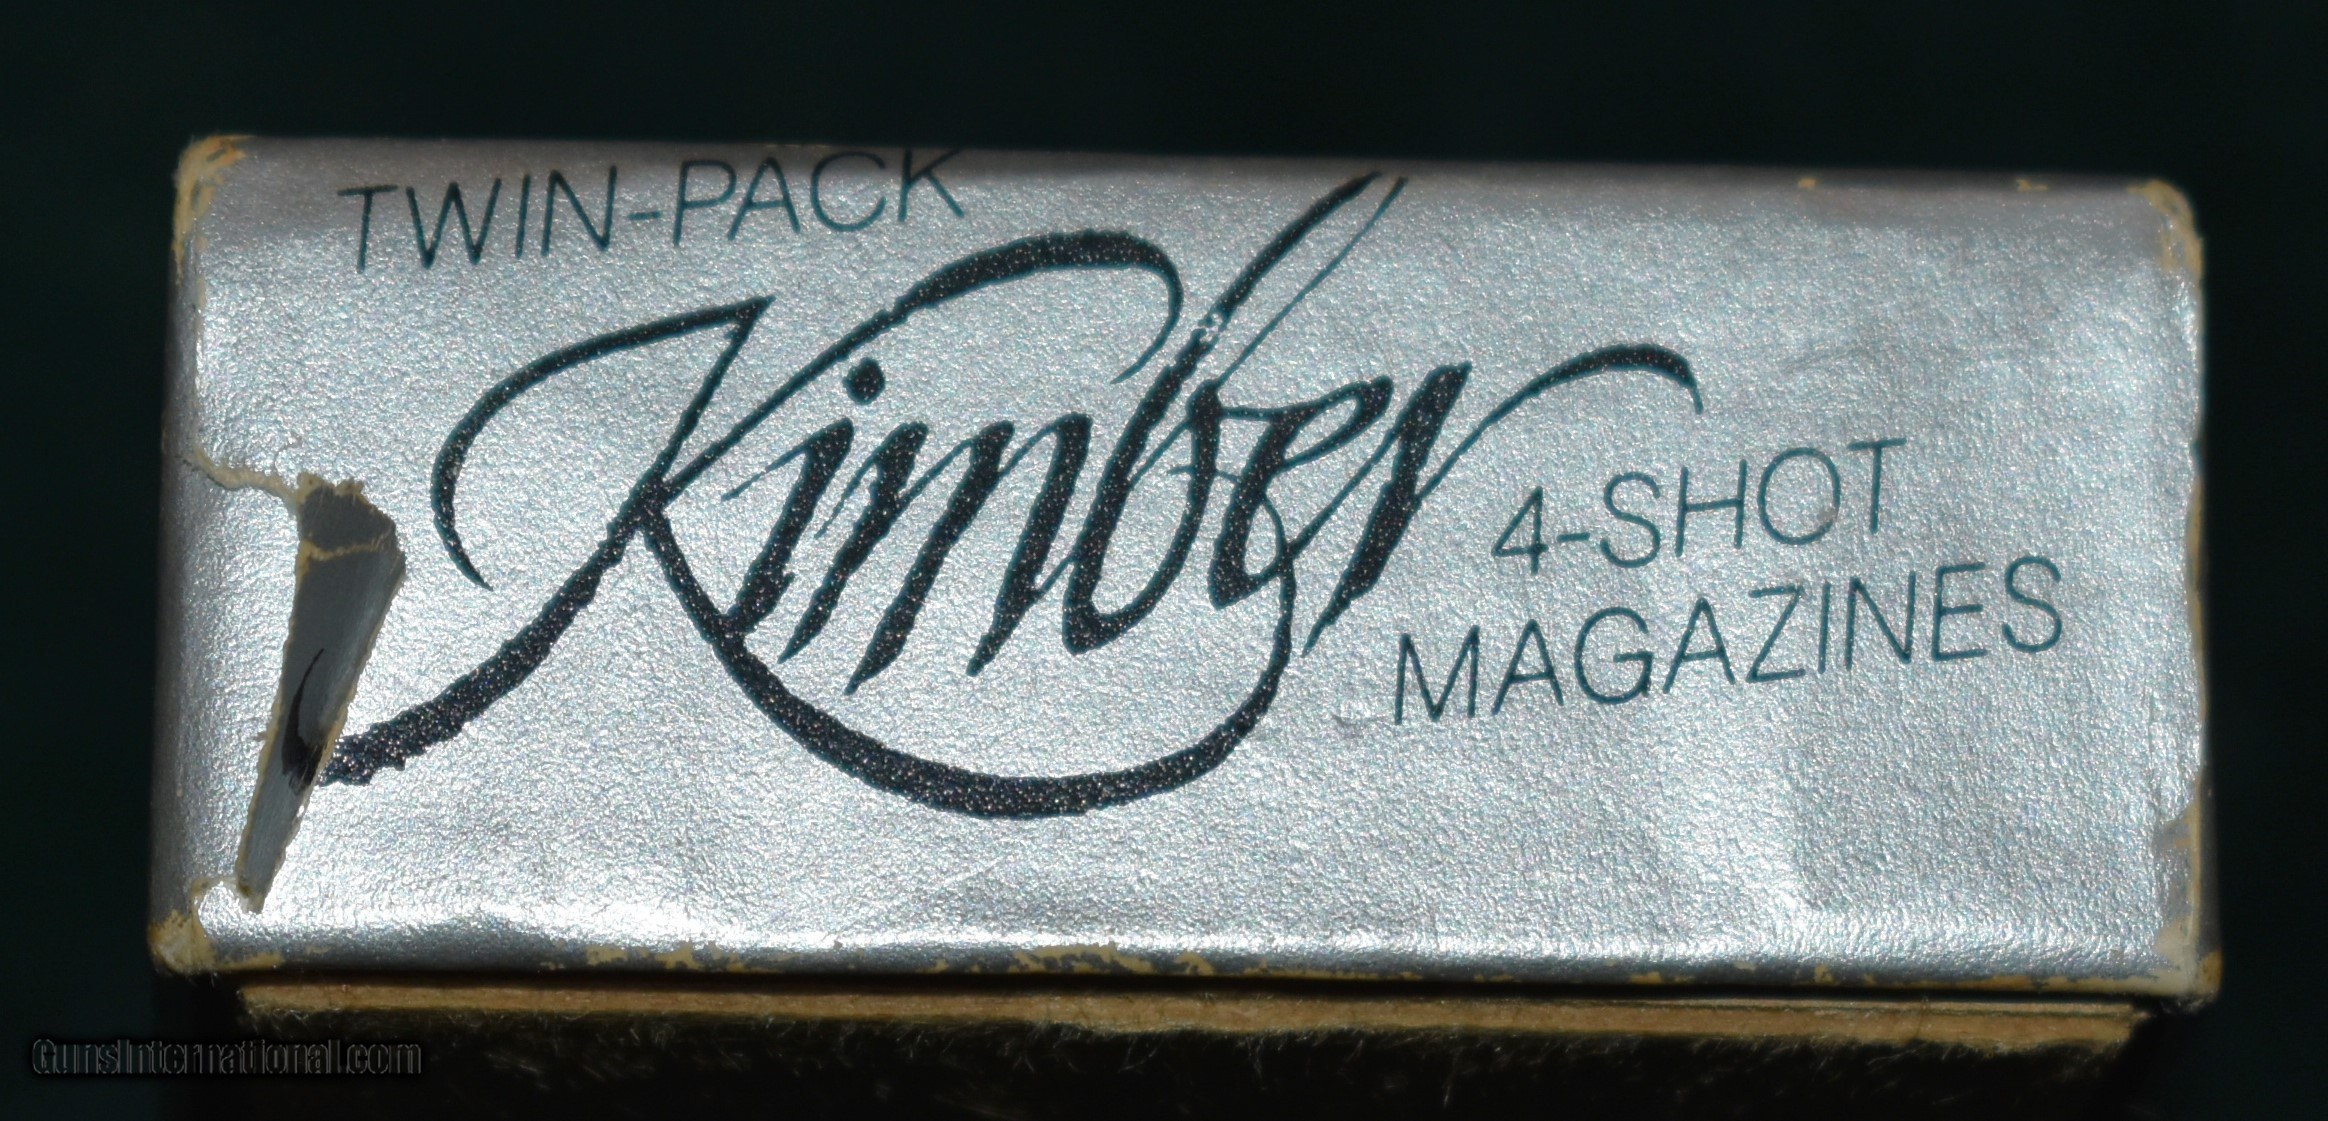 TWIN-PACK
Kimber
4-SHOT
MAGAZINES
GunsInternational.com